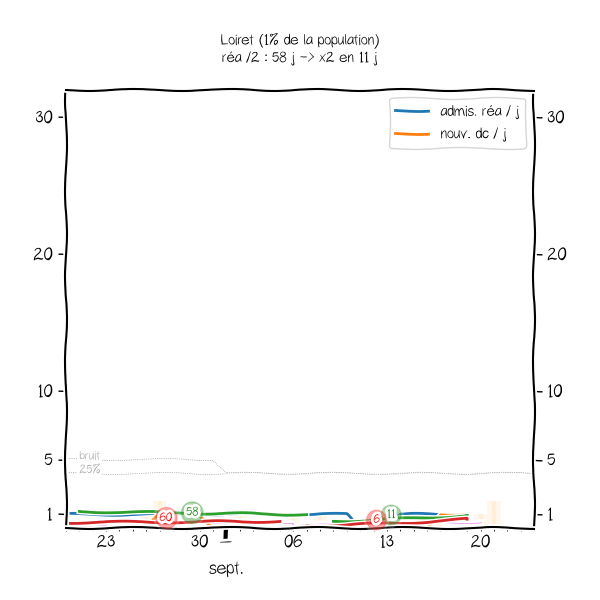 Loiret (1% de la population)
réa /2 : 58 j -> x2 en 11 j
admis. réa / j
nouv. dc / j
30 30
20 20
10 10
5 5
bruit
25%
1 1
60 58 6 11
23 30 1 06 13 20
sept.